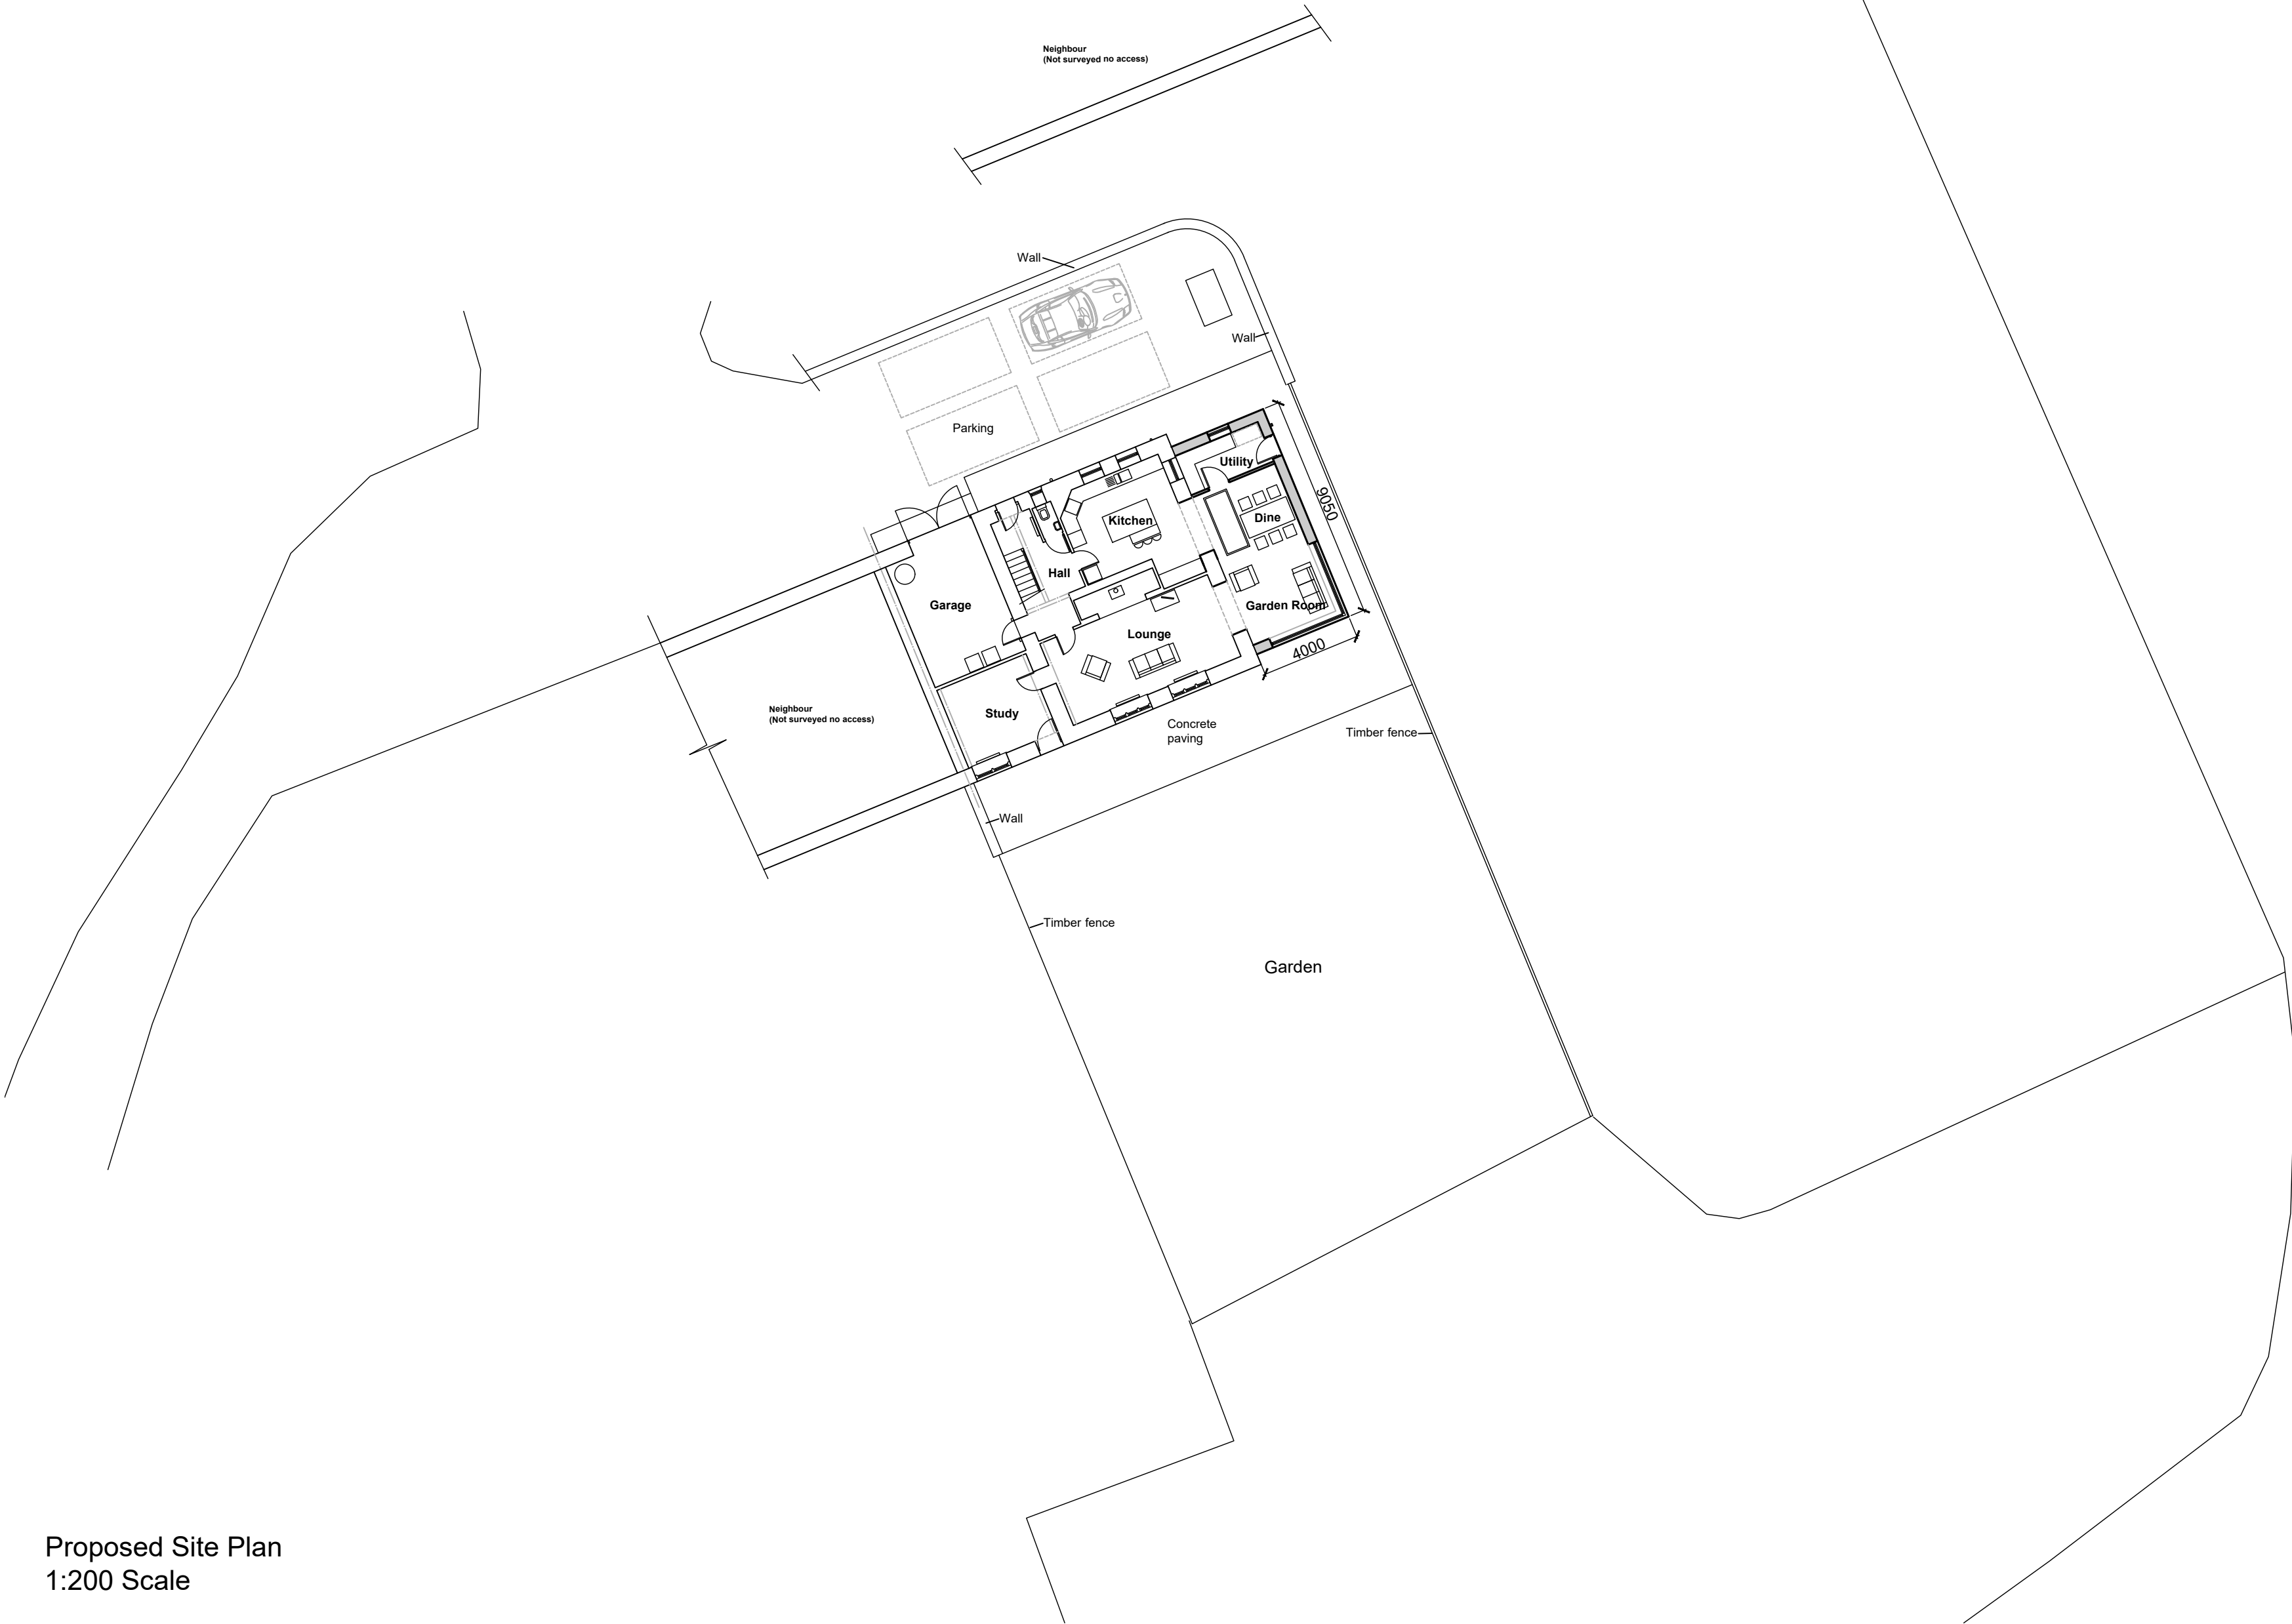 Neighbour
(Not surveyed no access)
Wall
Wall
Parking
Utility
9050
Dine
Kitchen
Hall
Garage
Garden Room
Lounge
4000
Neighbour
(Not surveyed no access)
Study
Concrete
paving
Timber fence
Wall
Timber fence
Garden
Proposed Site Plan
1:200 Scale